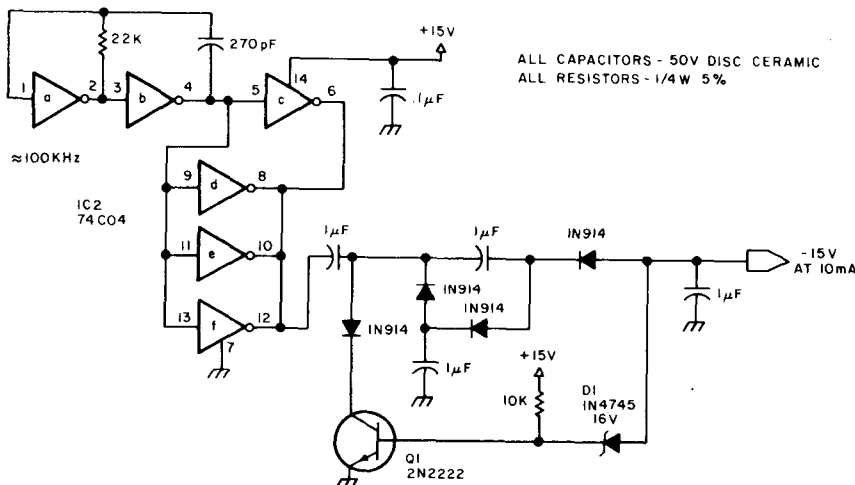 22K
270pF
+15V
ALL CAPACITORS - 50V DISC CERAMIC
ALL RESISTORS - 1/4W 5%
1
a
2
3
b
4
5
c
14
6
.1μF
≈100KHz
9
d
8
IC2
74C04
11
e
10
13
f
12
7
1μF
1μF
1N914
-15V
AT 10mA
1N914
1N914
1N914
1μF
1μF
+15V
10K
D1
1N4745
16V
Q1
2N2222